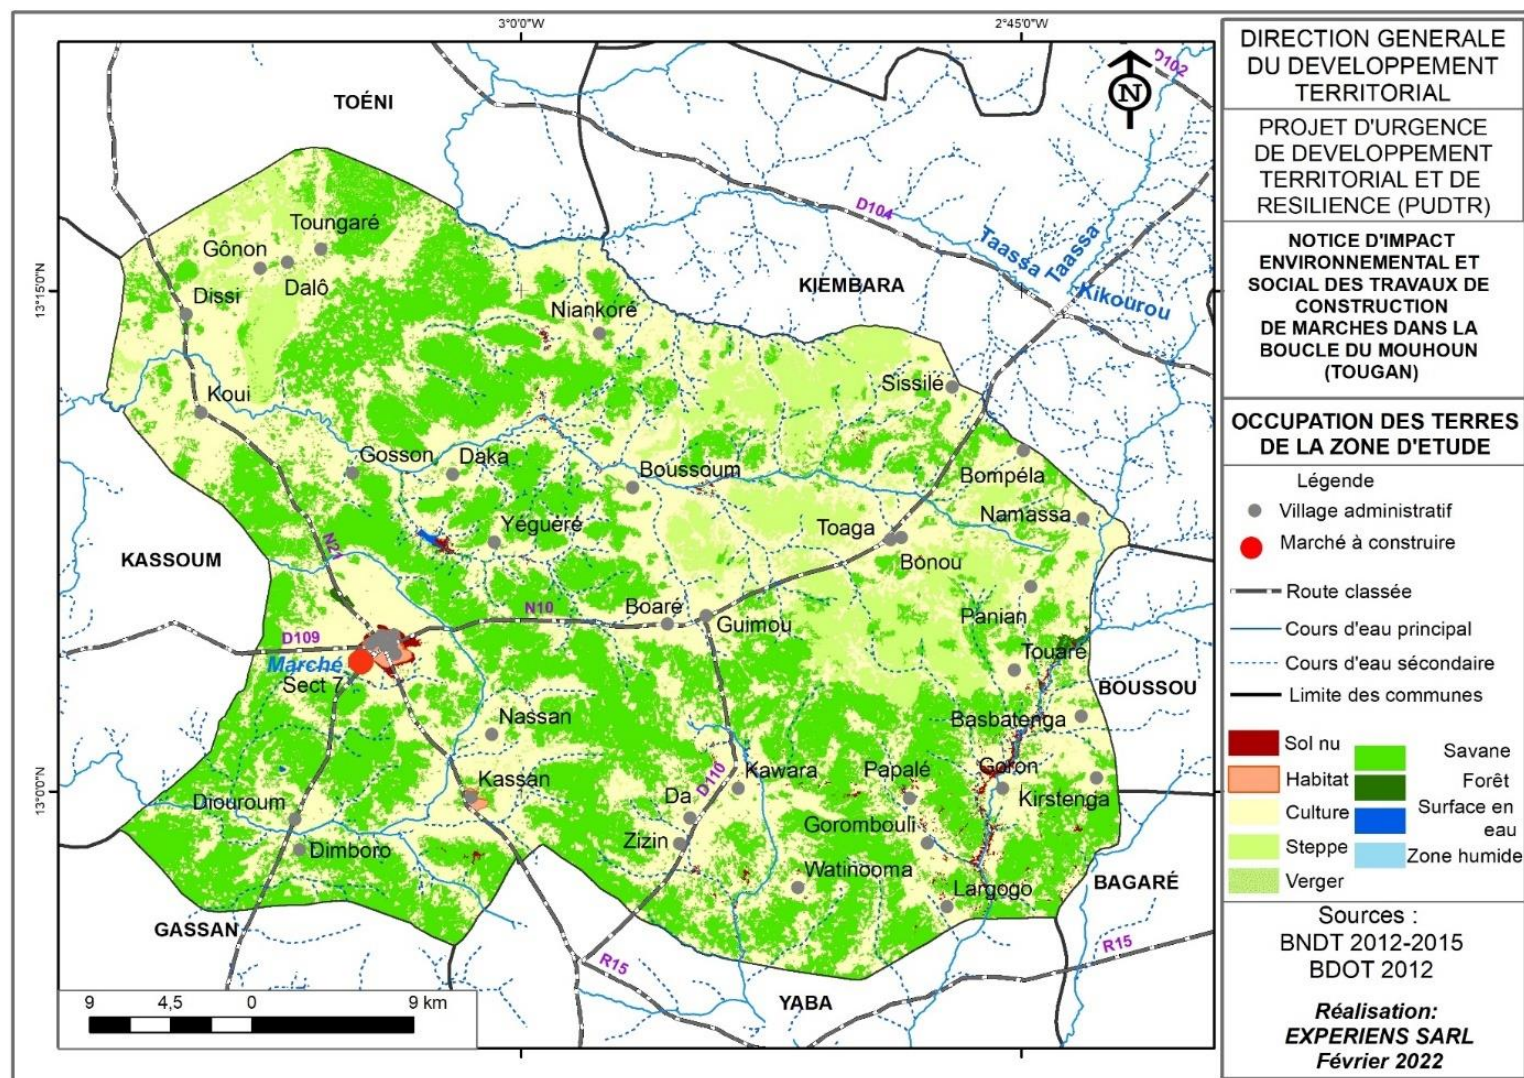 3°0'0"W
2°45'0"W
D102
TOÉNI
D104
Taassa
Taassa
Kikourou
KIEMBARA
13°15'0"N
Toungaré
Gônon
Dalô
Dissi
Niankoré
Sissilé
Koui
Gosson
Daka
Boussoum
Bompéla
Namassa
Yéguéré
Toaga
Bonou
N21
KASSOUM
N10
Boaré
Guimou
Panian
D109
Marché
Sect 7
Touaré
BOUSSOU
Nassan
Basbatenga
Kassan
D110
Kawara
Papalé
Goron
13°0'0"N
Diouroum
Da
Kirstenga
Gorombouli
Zizin
Dimboro
Watinooma
Largogo
BAGARÉ
GASSAN
R15
R15
YABA
9 4,5 0 9 km
DIRECTION GENERALE
DU DEVELOPPEMENT
TERRITORIAL
PROJET D'URGENCE
DE DEVELOPPEMENT
TERRITORIAL ET DE
RESILIENCE (PUDTR)
NOTICE D'IMPACT
ENVIRONNEMENTAL ET
SOCIAL DES TRAVAUX DE
CONSTRUCTION
DE MARCHES DANS LA
BOUCLE DU MOUHOUN
(TOUGAN)
OCCUPATION DES TERRES
DE LA ZONE D'ETUDE
Légende
Village administratif
Marché à construire
Route classée
Cours d'eau principal
Cours d'eau sécondaire
Limite des communes
Sol nu
Habitat
Culture
Steppe
Verger
Savane
Forêt
Surface en
eau
Zone humide
Sources :
BNDT 2012-2015
BDOT 2012
Réalisation:
EXPERIENS SARL
Février 2022
N